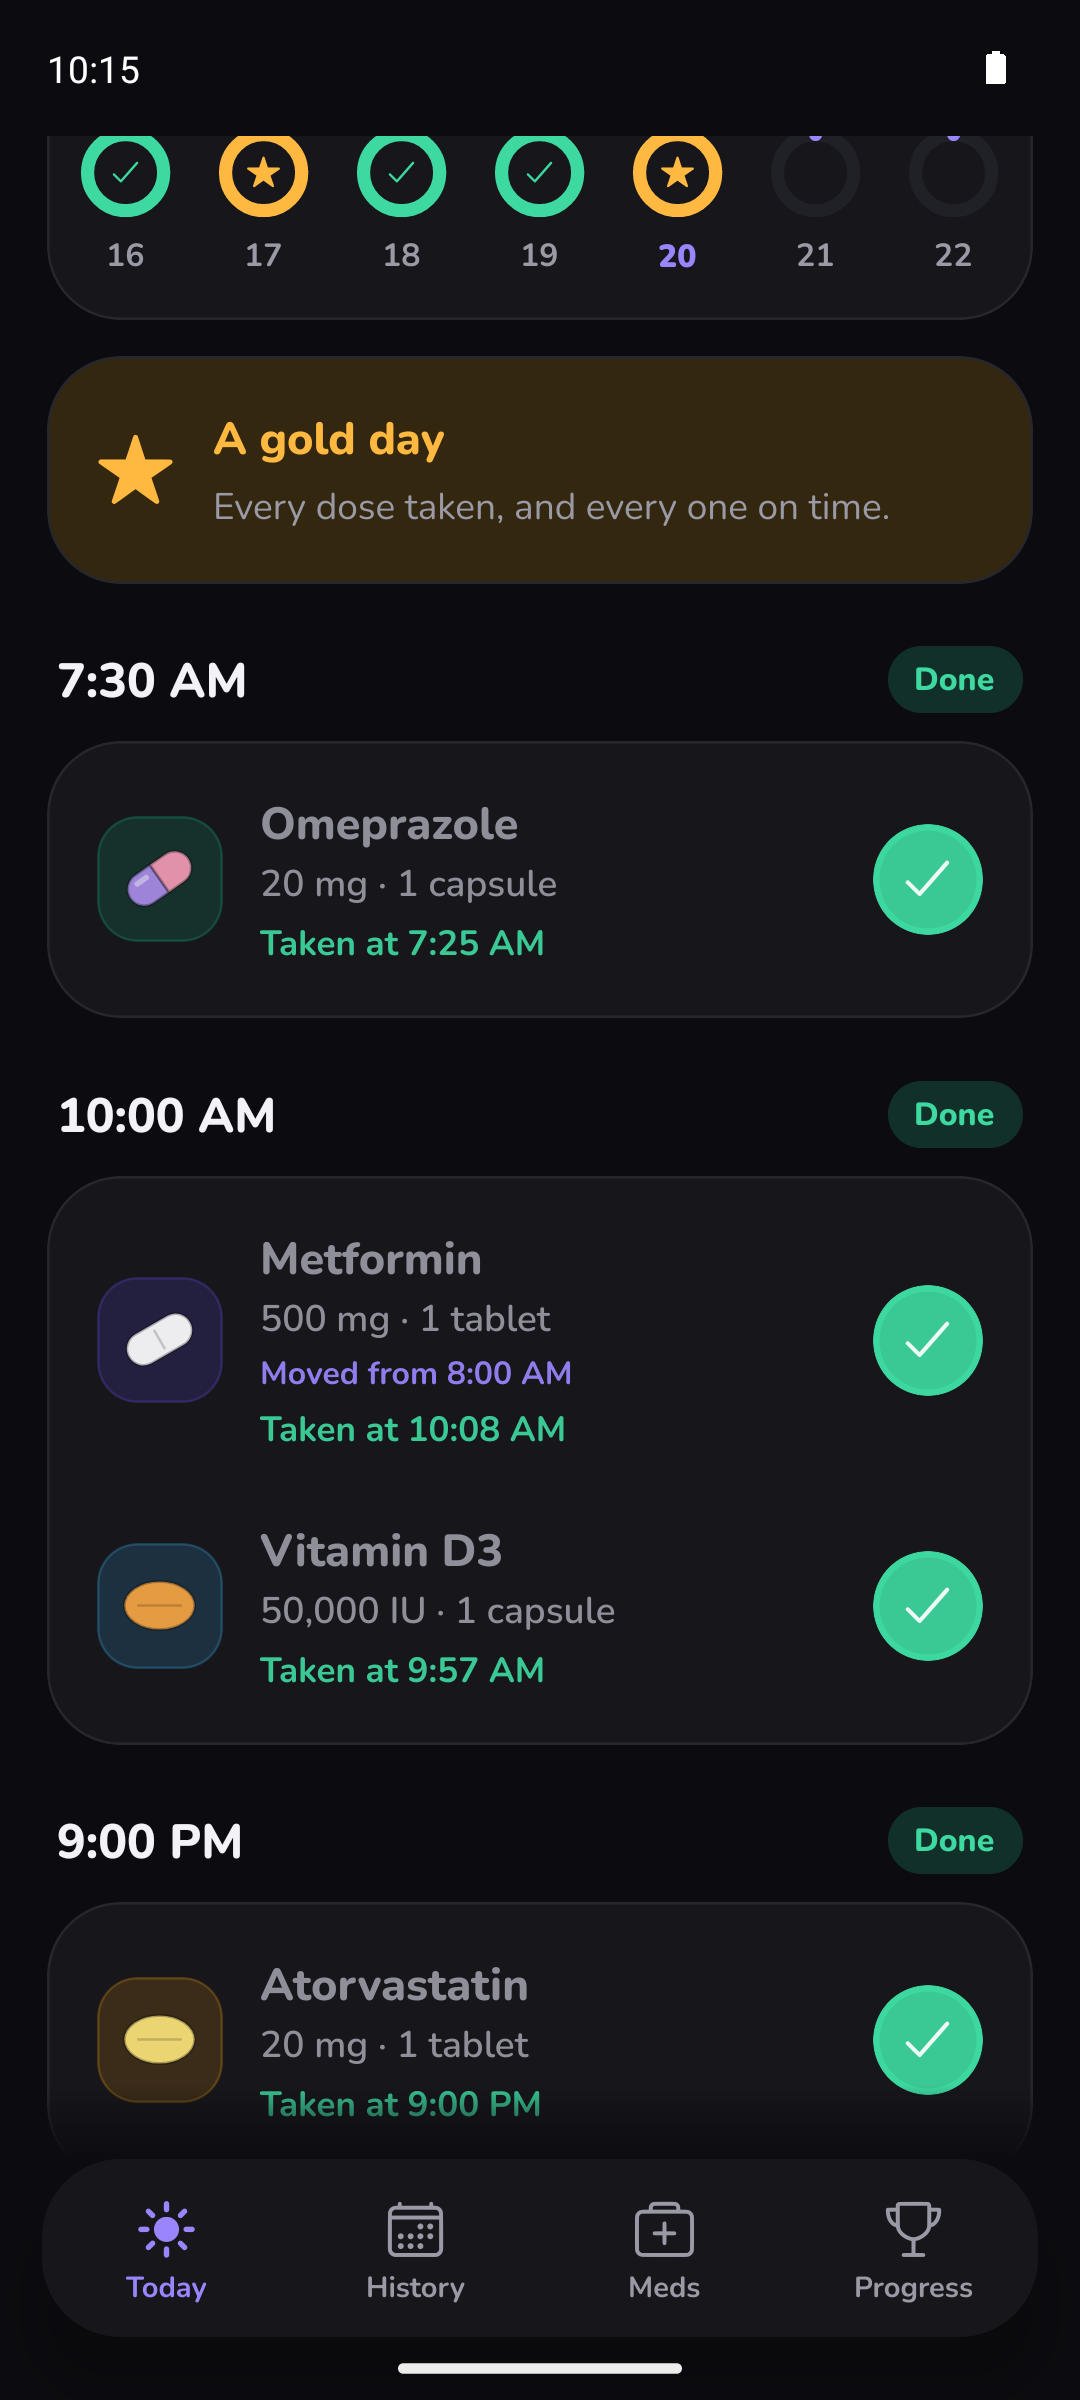 10:15
16 17 18 19 20 21 22
A gold day
Every dose taken, and every one on time.
7:30 AM
Done
Omeprazole
20 mg · 1 capsule
Taken at 7:25 AM
10:00 AM
Done
Metformin
500 mg · 1 tablet
Moved from 8:00 AM
Taken at 10:08 AM
Vitamin D3
50,000 IU · 1 capsule
Taken at 9:57 AM
9:00 PM
Done
Atorvastatin
20 mg · 1 tablet
Taken at 9:00 PM
Today History Meds Progress